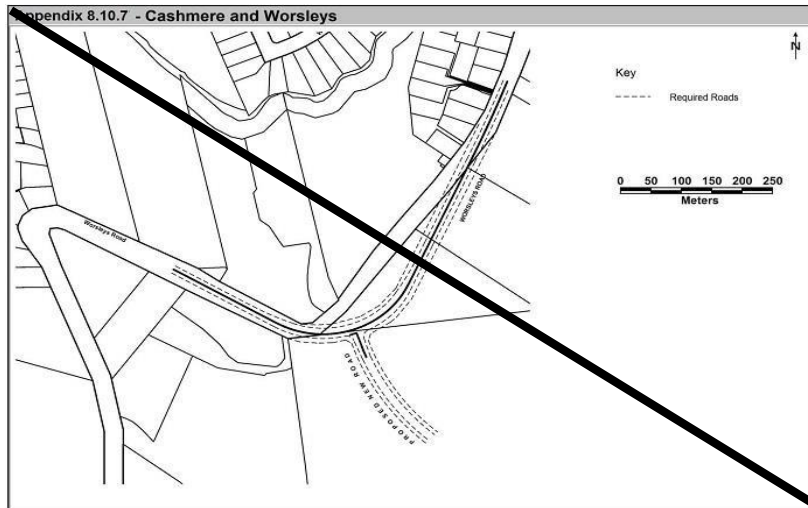 Appendix 8.10.7 - Cashmere and Worsleys
N
Key
Required Roads
0 50 100 150 200 250
Meters
WORSLEYS ROAD
Worsleys Road
PROPOSED NEW ROAD